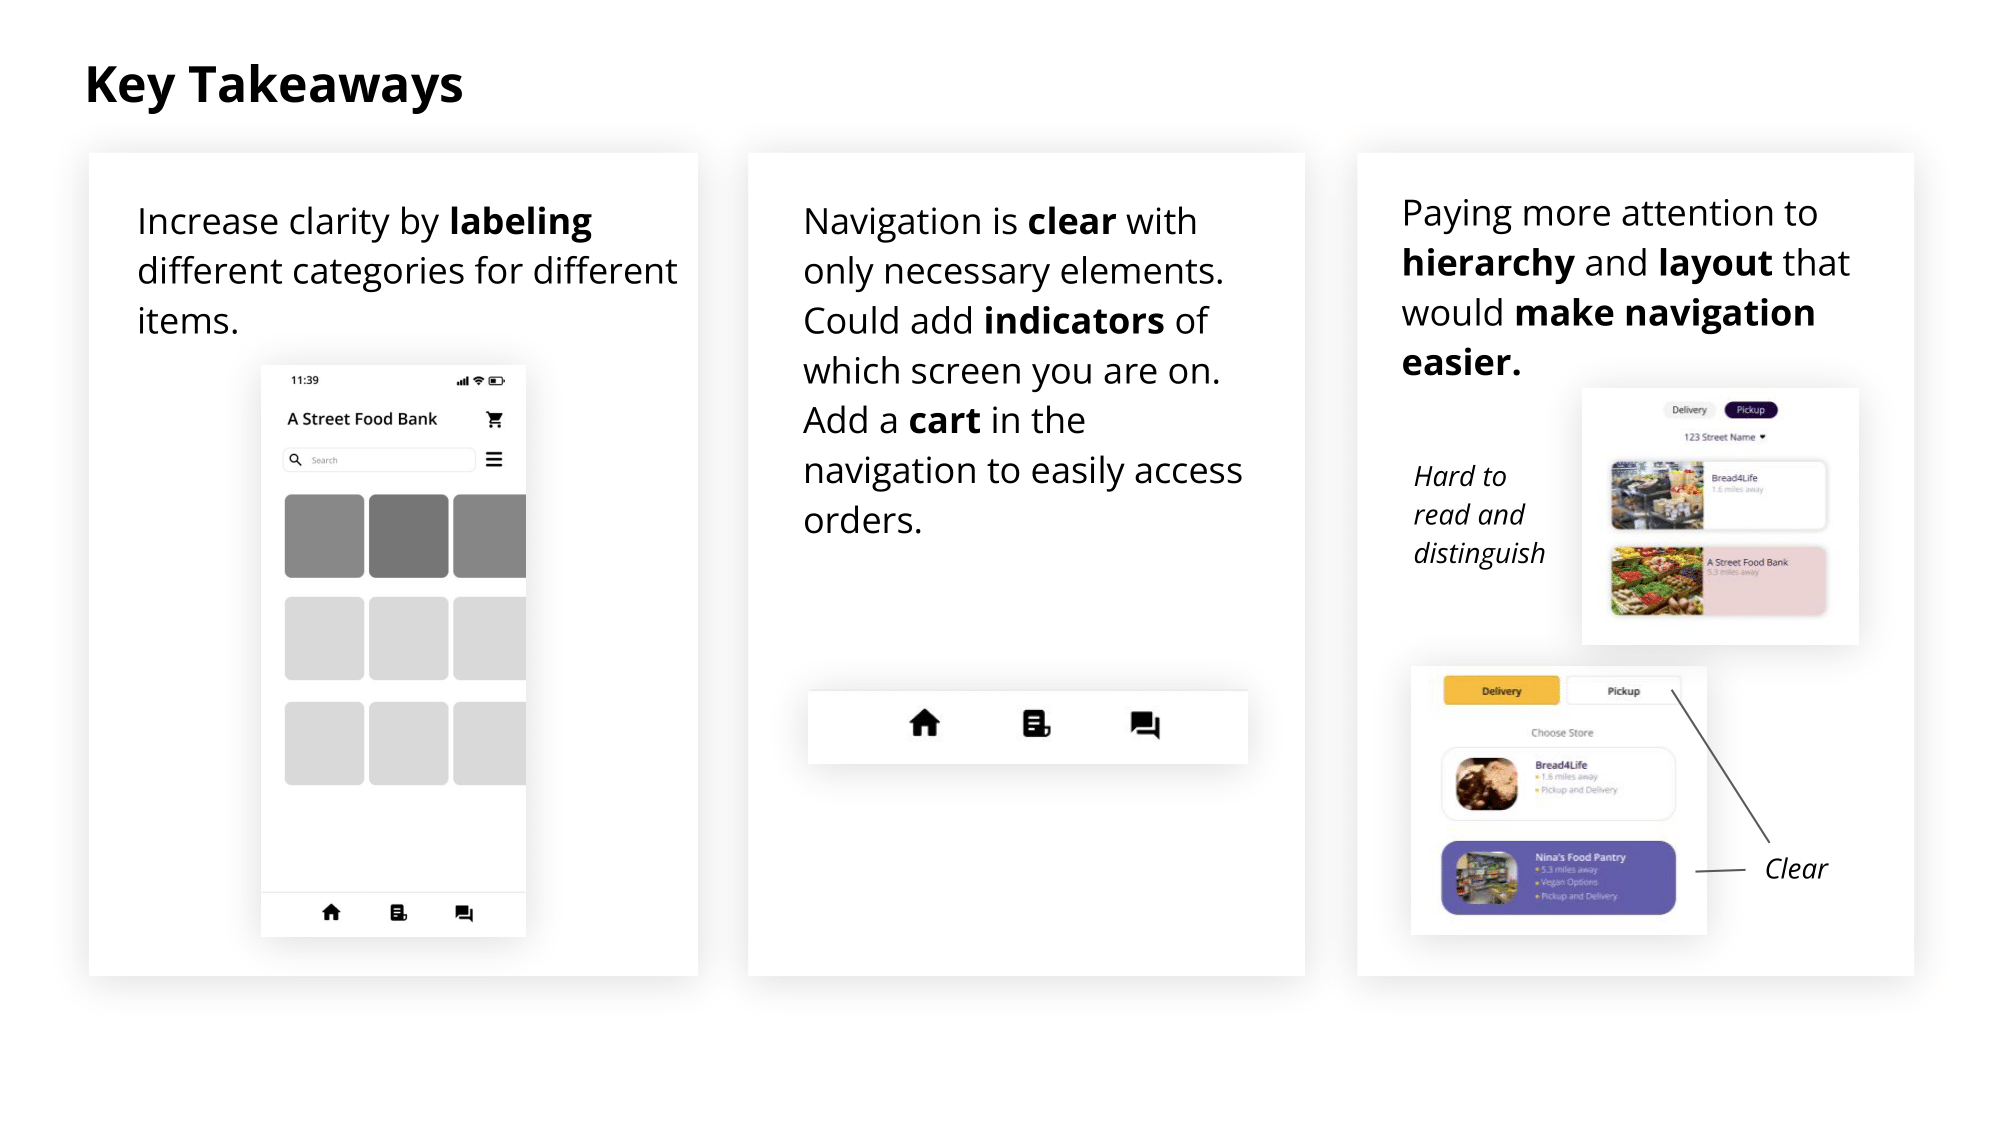 Key Takeaways
Increase clarity by labeling
different categories for different
items.
11:39
A Street Food Bank
Search
Navigation is clear with
only necessary elements.
Could add indicators of
which screen you are on.
Add a cart in the
navigation to easily access
orders.
Paying more attention to
hierarchy and layout that
would make navigation
easier.
Hard to
read and
distinguish
Delivery Pickup
123 Street Name
Bread4Life
1.6 miles away
A Street Food Bank
5.3 miles away
Delivery Pickup
Choose Store
Bread4Life
1.6 miles away
Pickup and Delivery
Nina's Food Pantry
5.3 miles away
Vegan Options
Pickup and Delivery
Clear